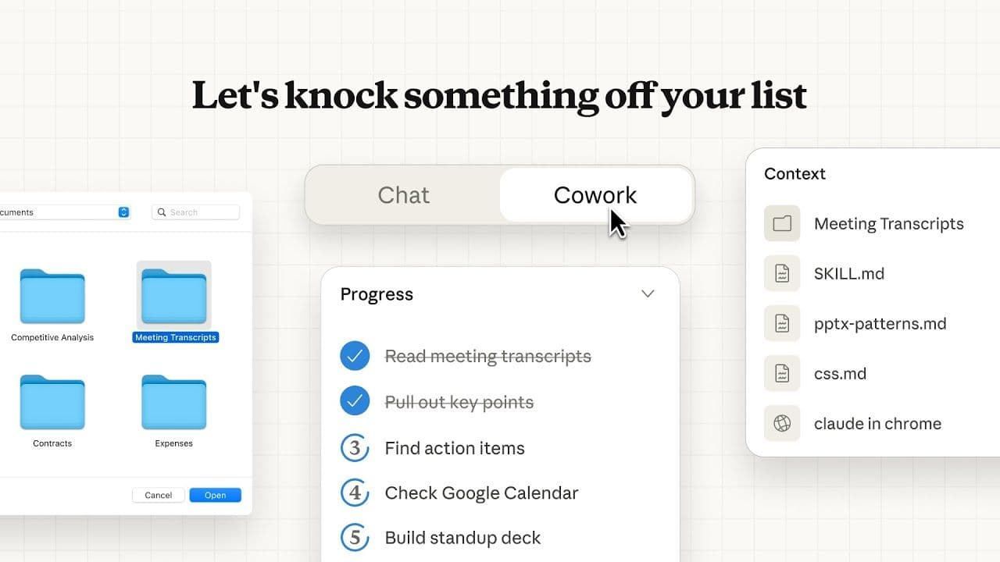 Let's knock something off your list
Chat
Cowork
cuments
Search
Competitive Analysis
Meeting Transcripts
Contracts
Expenses
Cancel
Open
Progress
Read meeting transcripts
Pull out key points
3 Find action items
4 Check Google Calendar
5 Build standup deck
Context
Meeting Transcripts
SKILL.md
pptx-patterns.md
css.md
claude in chrome